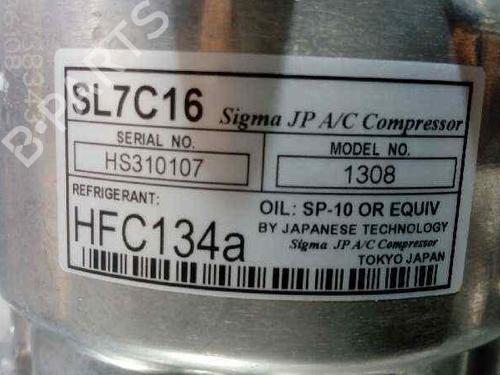 SL7C16 Sigma JP A/C Compressor
SERIAL NO.
HS310107
MODEL NO.
1308
REFRIGERANT:
HFC134a
OIL: SP-10 OR EQUIV
BY JAPANESE TECHNOLOGY
Sigma JP A/C Compressor
TOKYO JAPAN
B-PARTS